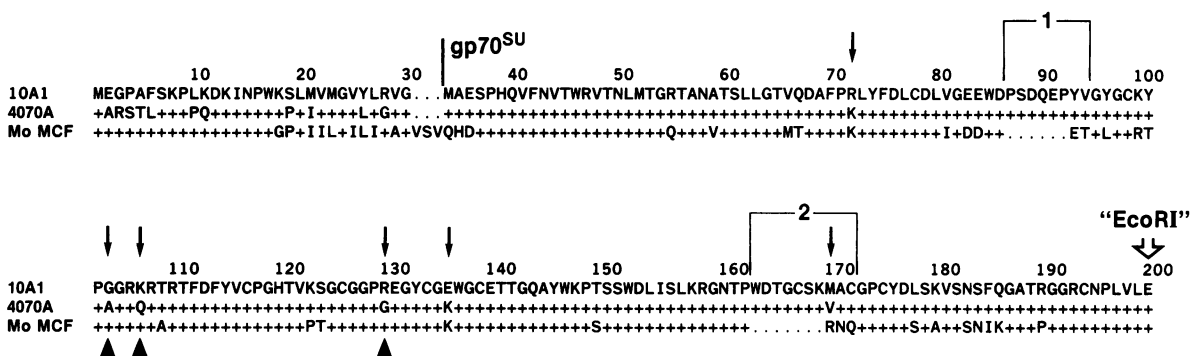 gp70SU
1
10 20 30 40 50 60 70 80 90 100
10A1 MEGPAFSKPLKDKINPWKSLMVMGVYLRVG...MAESPHQVFNVTWRVTNLMTGRTANATSLLGTVQDAFPRLYFDLCDLVGEEWDPSDQEPYVGYGCKY
4070A +ARSTL+++PQ+++++++P+I++++L+G++...++++++++++++++++++++++++++++++++++++++K++++++++++++++++++++++++++++
Mo MCF +++++++++++++++++GP+IIL+ILI+A+VSVQHD++++++++++++++++++Q+++V++++++MT++++K++++++++I+DD++......ET+L++RT
2
"EcoRI"
110 120 130 140 150 160 170 180 190 200
10A1 PGGRKRTRTFDFYVCPGHTVKSGCGGPREGYCGEWGCETTGQAYWKPTSSWDLISLKRGNTPWDTGCSKMACGPCYDLSKVSNSFQGATRGGRCNPLVLE
4070A +A++Q++++++++++++++++++++++G+++++K+++++++++++++++++++++++++++++++++++V++++++++++++++++++++++++++++++
Mo MCF ++++++A+++++++++++++PT+++++++++++K+++++++++++++S++++++++++++++.......RNQ+++++S+A++SNIK+++P++++++++++